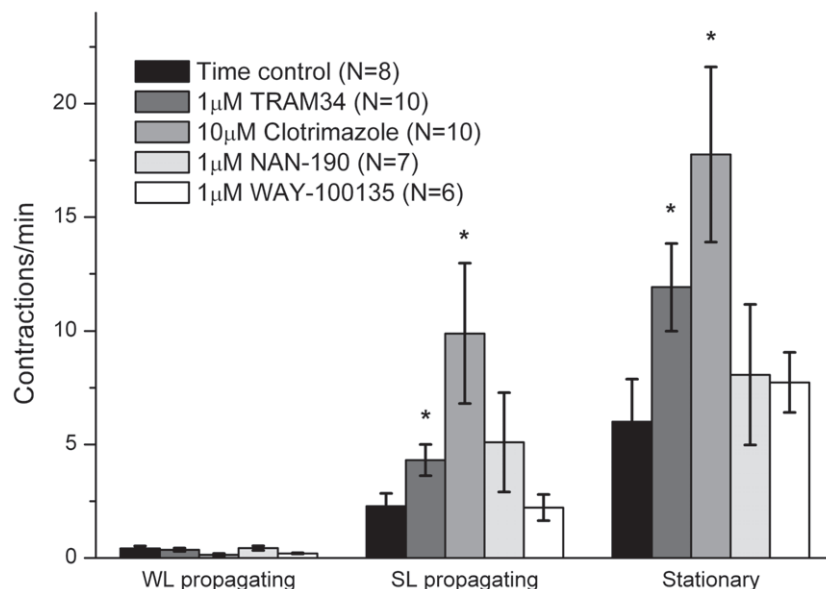 Contractions/min
20
15
10
5
0
Time control (N=8)
1μM TRAM34 (N=10)
10μM Clotrimazole (N=10)
1μM NAN-190 (N=7)
1μM WAY-100135 (N=6)
*
*
*
*
WL propagating
SL propagating
Stationary